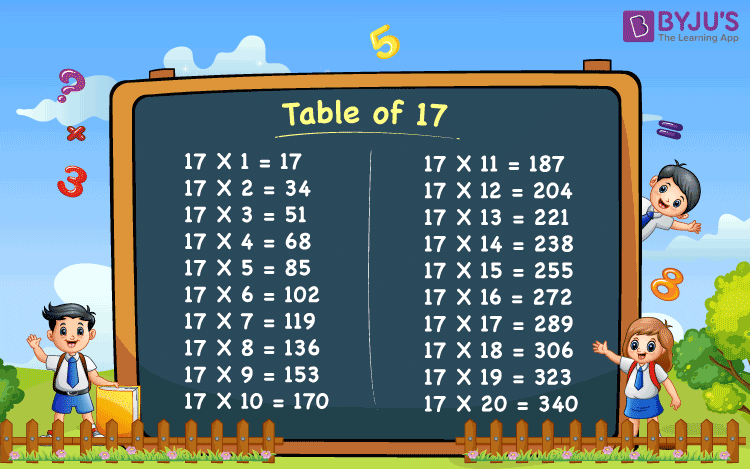 BYJU'S
The Learning App
5
?
×
3
=
8
Table of 17
17 X 1 = 17
17 X 2 = 34
17 X 3 = 51
17 X 4 = 68
17 X 5 = 85
17 X 6 = 102
17 X 7 = 119
17 X 8 = 136
17 X 9 = 153
17 X 10 = 170
17 X 11 = 187
17 X 12 = 204
17 X 13 = 221
17 X 14 = 238
17 X 15 = 255
17 X 16 = 272
17 X 17 = 289
17 X 18 = 306
17 X 19 = 323
17 X 20 = 340